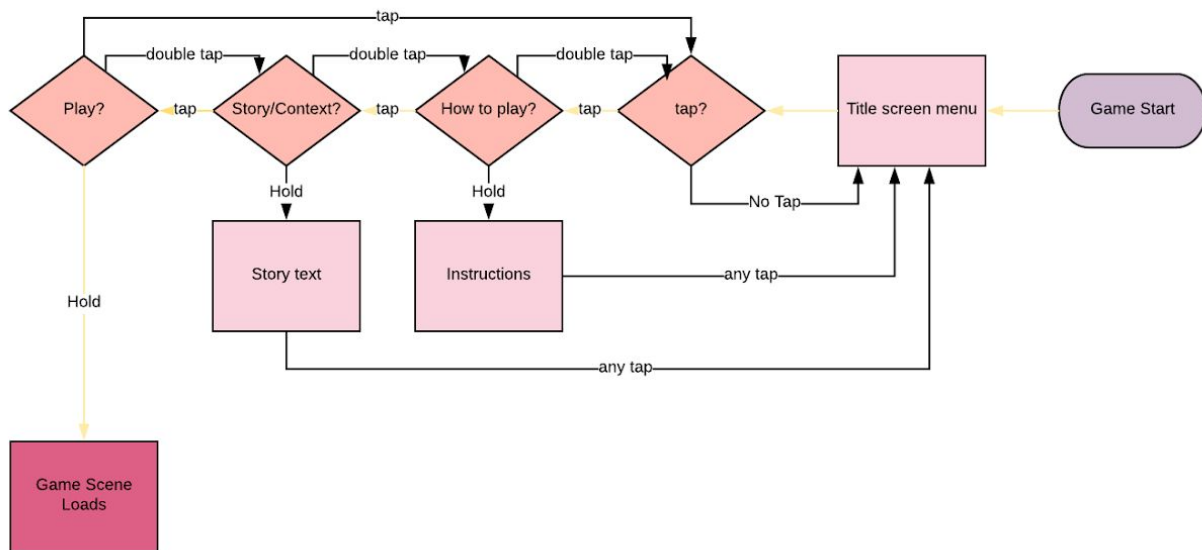 tap
double tap
double tap
double tap
Play?
tap
Story/Context?
tap
How to play?
tap
tap?
Title screen menu
Game Start
Hold
Hold
No Tap
Story text
Instructions
any tap
Hold
any tap
Game Scene
Loads